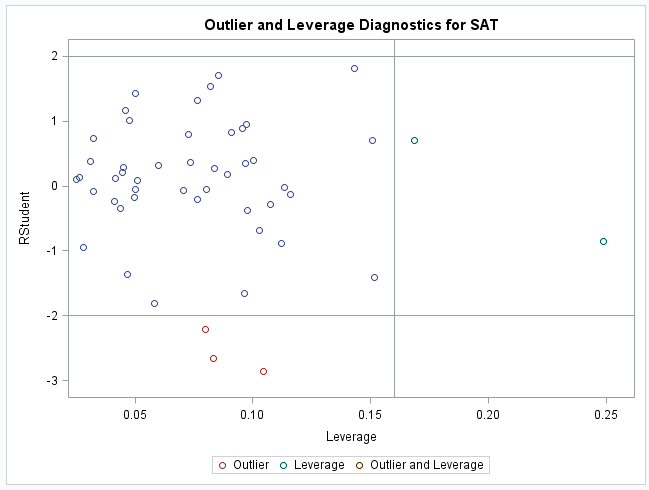 Outlier and Leverage Diagnostics for SAT
2
1
0
-1
-2
-3
RStudent
0.05 0.10 0.15 0.20 0.25
Leverage
Outlier Leverage Outlier and Leverage